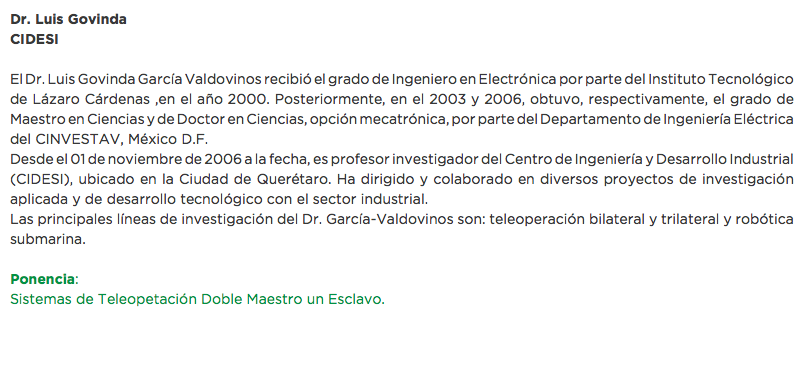 Dr. Luis Govinda
CIDESI
El Dr. Luis Govinda García Valdovinos recibió el grado de Ingeniero en Electrónica por parte del Instituto Tecnológico
de Lázaro Cárdenas ,en el año 2000. Posteriormente, en el 2003 y 2006, obtuvo, respectivamente, el grado de
Maestro en Ciencias y de Doctor en Ciencias, opción mecatrónica, por parte del Departamento de Ingeniería Eléctrica
del CINVESTAV, México D.F.
Desde el 01 de noviembre de 2006 a la fecha, es profesor investigador del Centro de Ingeniería y Desarrollo Industrial
(CIDESI), ubicado en la Ciudad de Querétaro. Ha dirigido y colaborado en diversos proyectos de investigación
aplicada y de desarrollo tecnológico con el sector industrial.
Las principales líneas de investigación del Dr. García-Valdovinos son: teleoperación bilateral y trilateral y robótica
submarina.
Ponencia:
Sistemas de Teleopetación Doble Maestro un Esclavo.